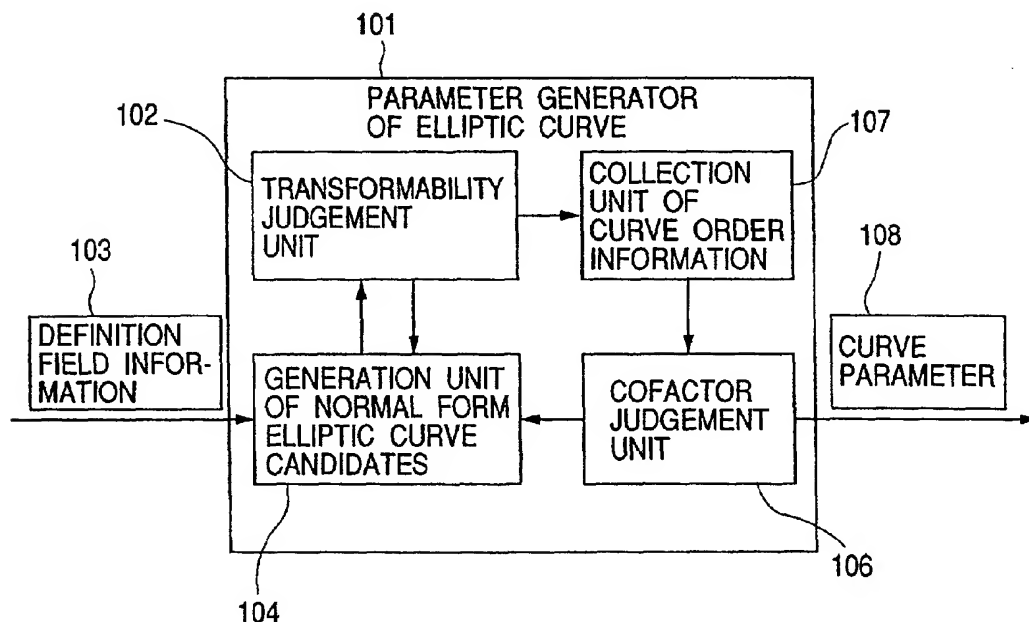 101
PARAMETER GENERATOR
OF ELLIPTIC CURVE
102
107
TRANSFORMABILITY
JUDGEMENT
UNIT
COLLECTION
UNIT OF
CURVE ORDER
INFORMATION
103
108
DEFINITION
FIELD INFOR-
MATION
GENERATION UNIT
OF NORMAL FORM
ELLIPTIC CURVE
CANDIDATES
COFACTOR
JUDGEMENT
UNIT
CURVE
PARAMETER
104
106